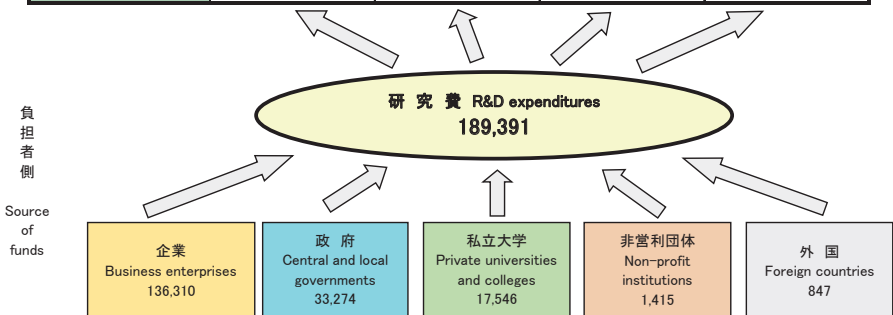 研 究 費 R&D expenditures
189,391
負
担
者
側
Source
of
funds
企業
Business enterprises
136,310
政 府
Central and local
governments
33,274
私立大学
Private universities
and colleges
17,546
非営利団体
Non-profit
institutions
1,415
外 国
Foreign countries
847